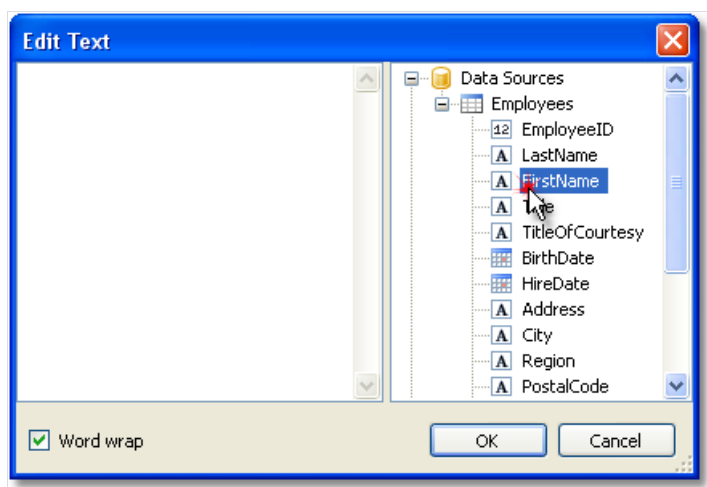 Edit Text
Data Sources
Employees
12 EmployeeID
A LastName
A FirstName
A Title
A TitleOfCourtesy
BirthDate
HireDate
A Address
A City
A Region
A PostalCode
Word wrap
OK Cancel